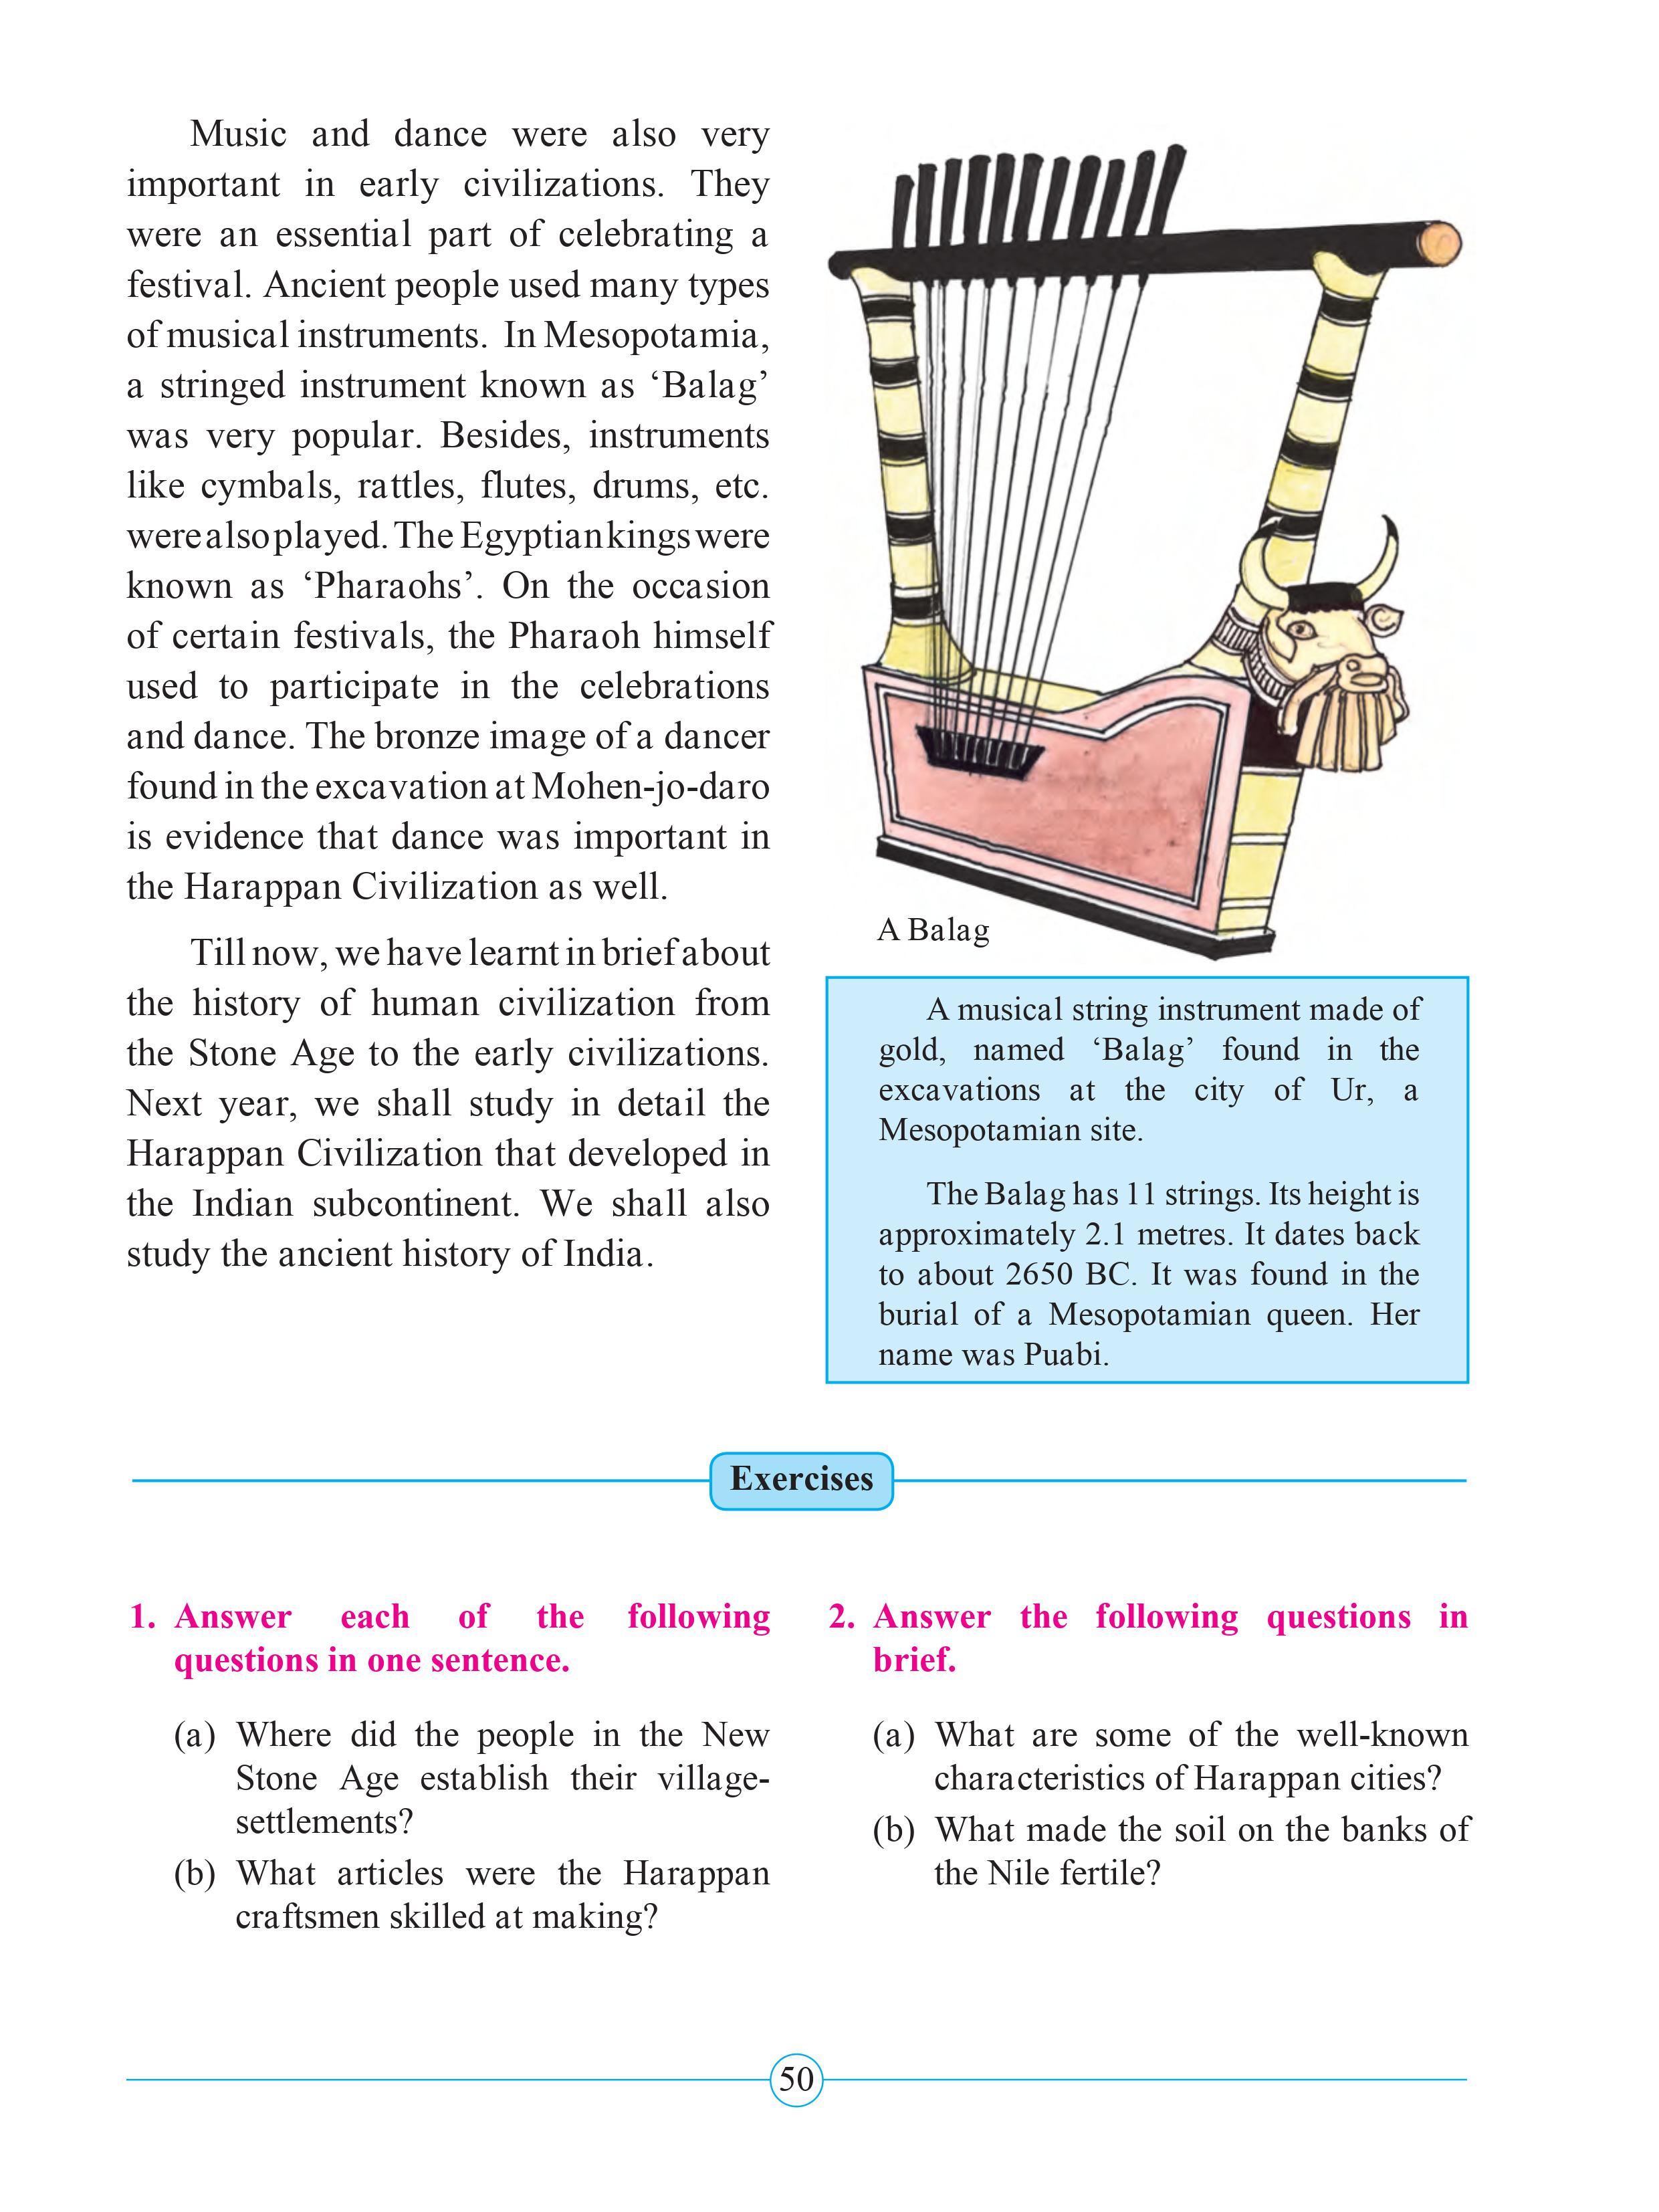 Music and dance were also very
important in early civilizations. They
were an essential part of celebrating a
festival. Ancient people used many types
of musical instruments. In Mesopotamia,
a stringed instrument known as ‘Balag’
was very popular. Besides, instruments
like cymbals, rattles, flutes, drums, etc.
were also played. The Egyptian kings were
known as ‘Pharaohs’. On the occasion
of certain festivals, the Pharaoh himself
used to participate in the celebrations
and dance. The bronze image of a dancer
found in the excavation at Mohen-jo-daro
is evidence that dance was important in
the Harappan Civilization as well.
Till now, we have learnt in brief about
the history of human civilization from
the Stone Age to the early civilizations.
Next year, we shall study in detail the
Harappan Civilization that developed in
the Indian subcontinent. We shall also
study the ancient history of India.
A Balag
A musical string instrument made of
gold, named ‘Balag’ found in the
excavations at the city of Ur, a
Mesopotamian site.
The Balag has 11 strings. Its height is
approximately 2.1 metres. It dates back
to about 2650 BC. It was found in the
burial of a Mesopotamian queen. Her
name was Puabi.
Exercises
1. Answer each of the following
questions in one sentence.
(a) Where did the people in the New
Stone Age establish their village-
settlements?
(b) What articles were the Harappan
craftsmen skilled at making?
2. Answer the following questions in
brief.
(a) What are some of the well-known
characteristics of Harappan cities?
(b) What made the soil on the banks of
the Nile fertile?
50